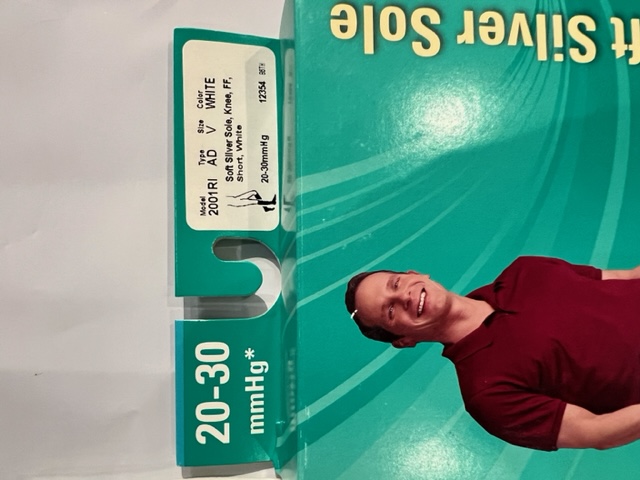 ft Silver Sole
Model Type Size Color
2001RI AD V WHITE
Soft Silver Sole, Knee, FF,
Short, White
20-30mmHg 12354
20-30
mmHg*